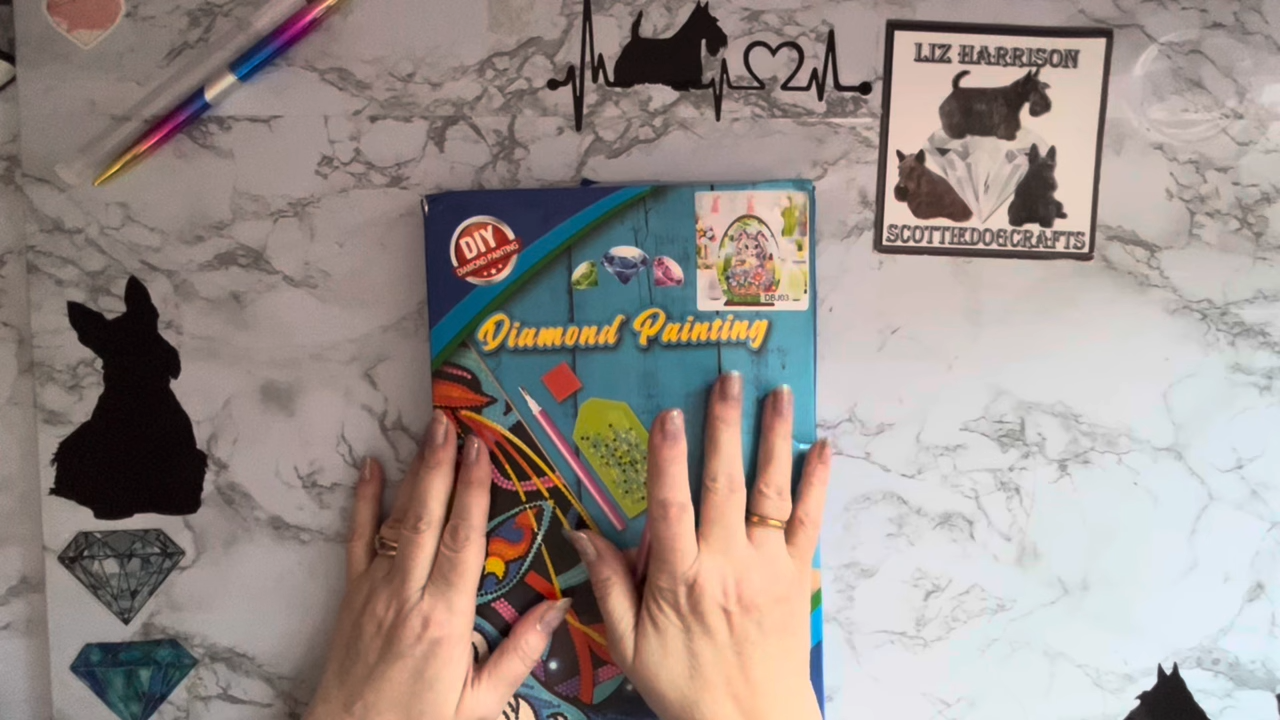 LIZ HARRISON
SCOTTIEDOGCRAFTS
DIY
DIAMOND PAINTING
DBJ03
Diamond Painting